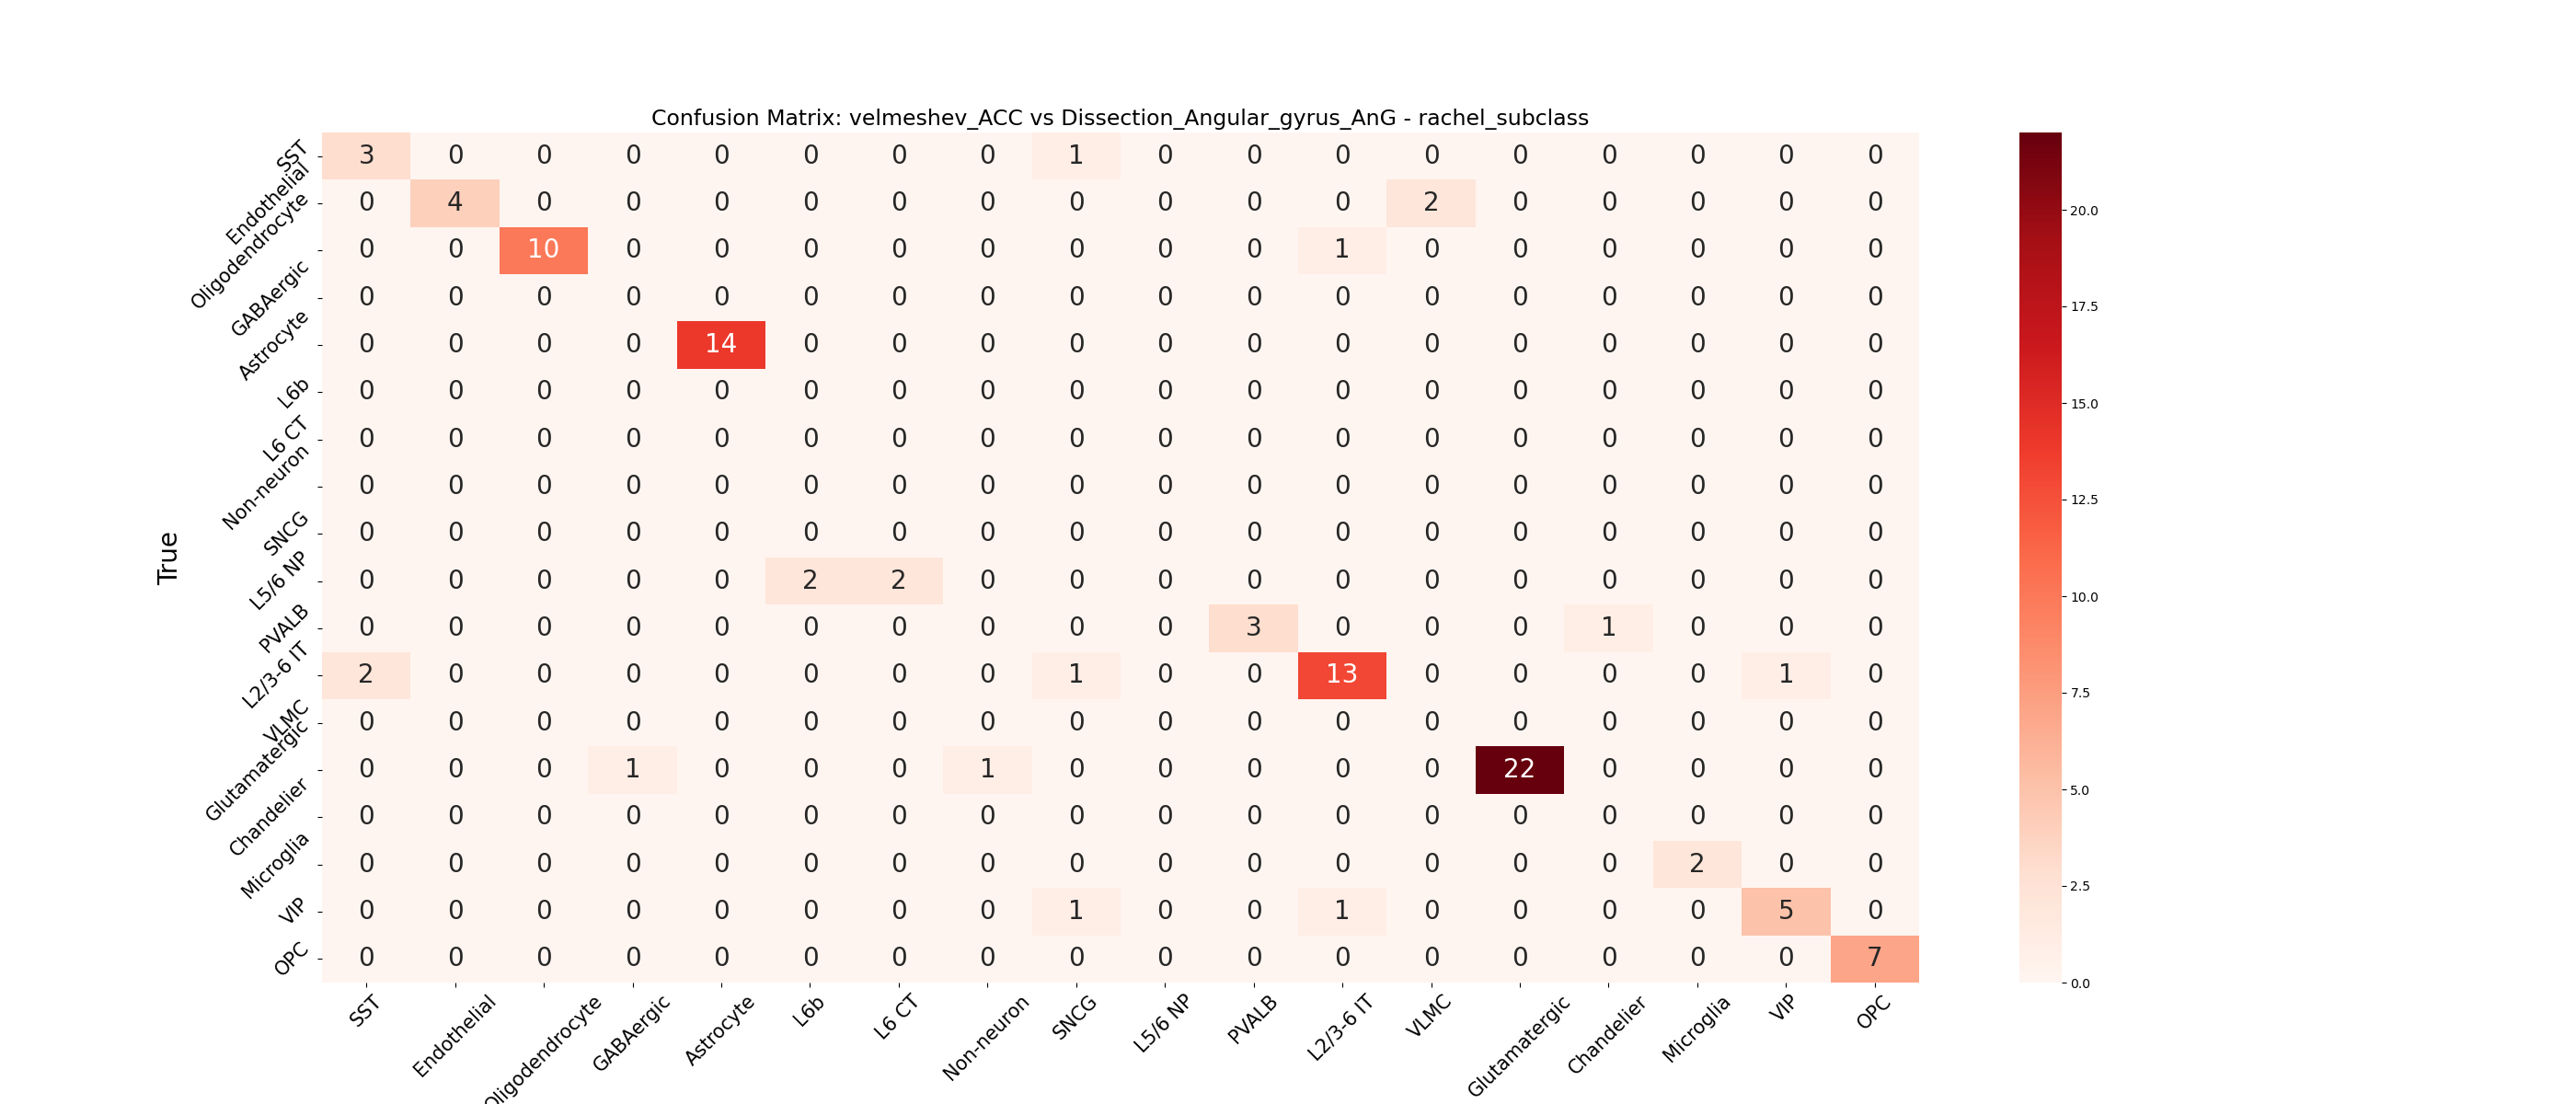 Confusion Matrix: velmeshev_ACC vs Dissection_Angular_gyrus_AnG - rachel_subclass
True
SST 3 0 0 0 0 0 0 0 1 0 0 0 0 0 0 0 0 0
Endothelial 0 4 0 0 0 0 0 0 0 0 0 0 2 0 0 0 0 0
Oligodendrocyte 0 0 10 0 0 0 0 0 0 0 0 1 0 0 0 0 0 0
GABAergic 0 0 0 0 0 0 0 0 0 0 0 0 0 0 0 0 0 0
Astrocyte 0 0 0 0 14 0 0 0 0 0 0 0 0 0 0 0 0 0
L6b 0 0 0 0 0 0 0 0 0 0 0 0 0 0 0 0 0 0
L6 CT 0 0 0 0 0 0 0 0 0 0 0 0 0 0 0 0 0 0
Non-neuron 0 0 0 0 0 0 0 0 0 0 0 0 0 0 0 0 0 0
SNCG 0 0 0 0 0 0 0 0 0 0 0 0 0 0 0 0 0 0
L5/6 NP 0 0 0 0 0 2 2 0 0 0 0 0 0 0 0 0 0 0
PVALB 0 0 0 0 0 0 0 0 0 0 3 0 0 0 1 0 0 0
L2/3-6 IT 2 0 0 0 0 0 0 0 1 0 0 13 0 0 0 0 1 0
VLMC 0 0 0 0 0 0 0 0 0 0 0 0 0 0 0 0 0 0
Glutamatergic 0 0 0 1 0 0 0 1 0 0 0 0 0 22 0 0 0 0
Chandelier 0 0 0 0 0 0 0 0 0 0 0 0 0 0 0 0 0 0
Microglia 0 0 0 0 0 0 0 0 0 0 0 0 0 0 0 2 0 0
VIP 0 0 0 0 0 0 0 0 1 0 0 1 0 0 0 0 5 0
OPC 0 0 0 0 0 0 0 0 0 0 0 0 0 0 0 0 0 7
SST Endothelial Oligodendrocyte GABAergic Astrocyte L6b L6 CT Non-neuron SNCG L5/6 NP PVALB L2/3-6 IT VLMC Glutamatergic Chandelier Microglia VIP OPC
20.0
17.5
15.0
12.5
10.0
7.5
5.0
2.5
0.0